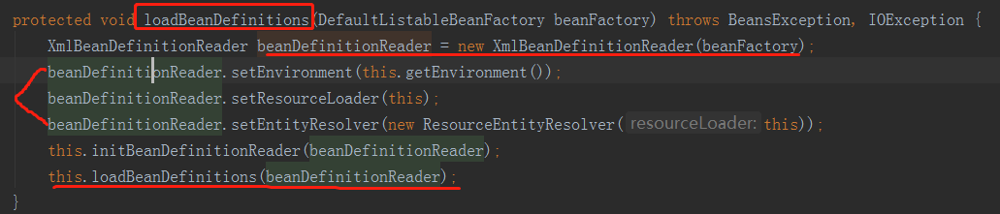 protected void loadBeanDefinitions(DefaultListableBeanFactory beanFactory) throws BeansException, IOException {
    XmlBeanDefinitionReader beanDefinitionReader = new XmlBeanDefinitionReader(beanFactory);
    beanDefinitionReader.setEnvironment(this.getEnvironment());
    beanDefinitionReader.setResourceLoader(this);
    beanDefinitionReader.setEntityResolver(new ResourceEntityResolver( resourceLoader: this));
    this.initBeanDefinitionReader(beanDefinitionReader);
    this.loadBeanDefinitions(beanDefinitionReader);
}